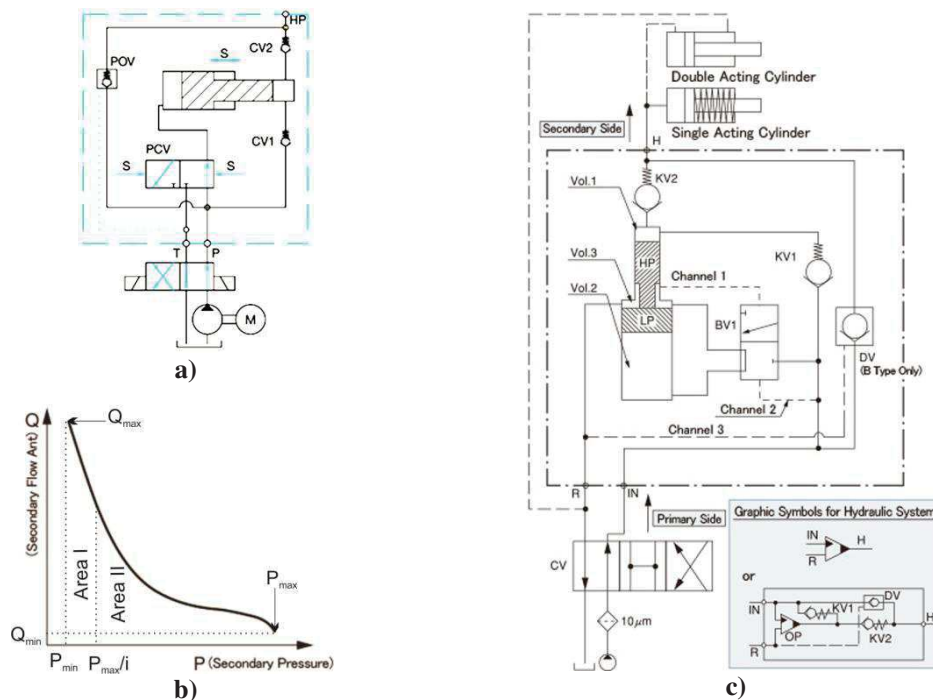 HP
CV2
S
POV
CV1
PCV
S
S
T
P
M
a)
Q
Qmax
(Secondary Flow Ant)
Area I
Area II
Pmax
Qmin
Pmin
Pmax/i
P (Secondary Pressure)
b)
Double Acting Cylinder
Secondary Side
Single Acting Cylinder
H
KV2
Vol.1
HP
KV1
Vol.3
Channel 1
Vol.2
LP
BV1
DV
(B Type Only)
Channel 2
Channel 3
R
IN
Primary Side
CV
10μm
Graphic Symbols for Hydraulic System
IN
R
H
or
IN
DV
KV1
OP
KV2
H
R
c)